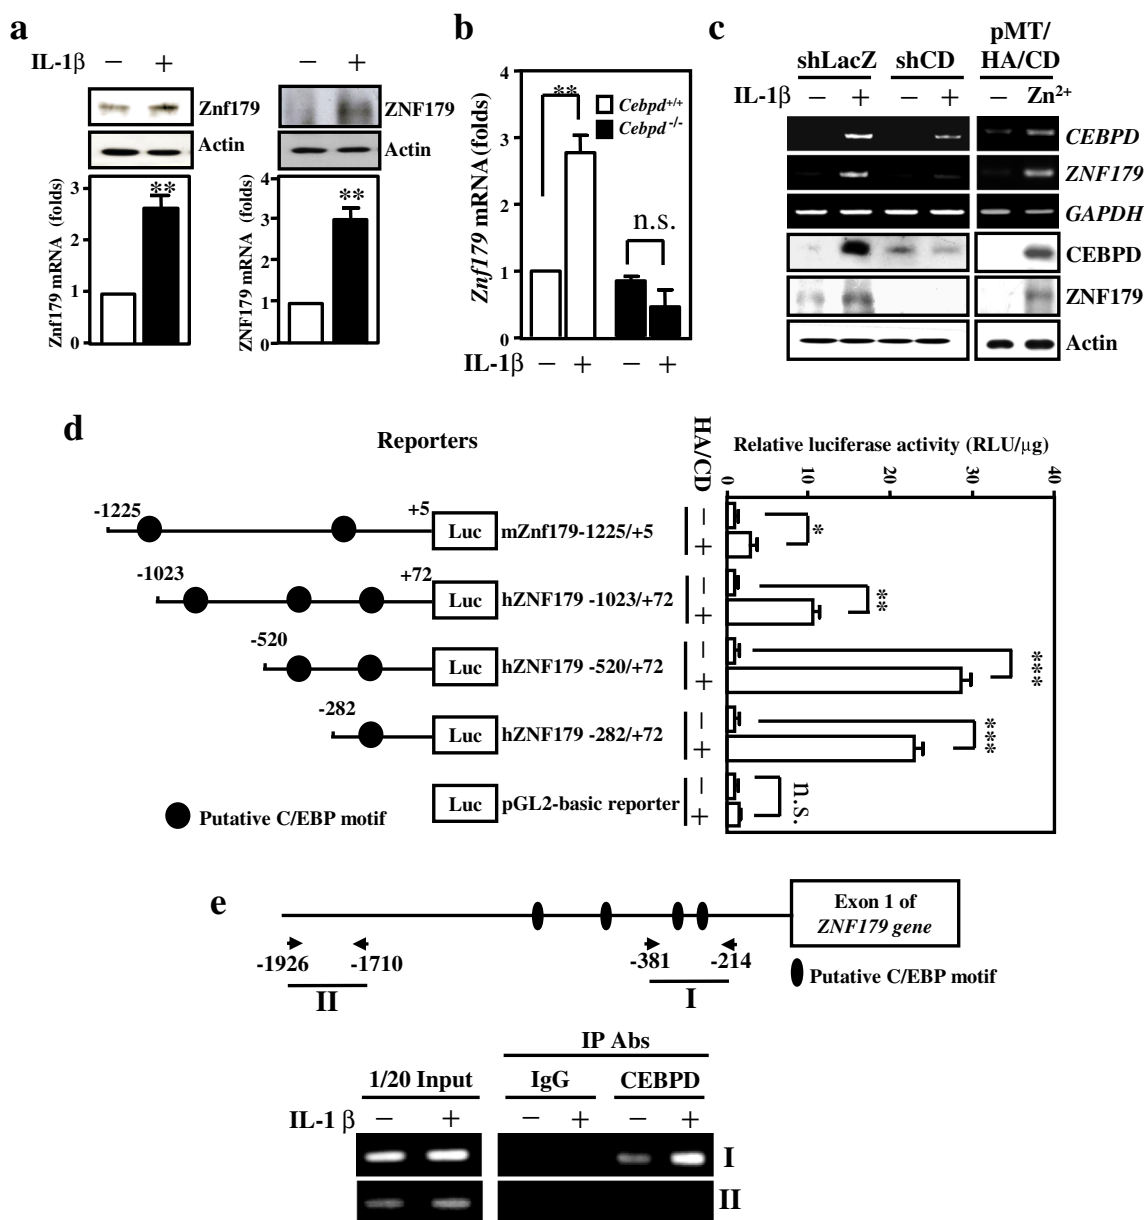 a
IL-1β − +
Znf179
Actin
Znf179 mRNA (folds)
3
2
1
0
**
− +
ZNF179
Actin
ZNF179 mRNA (folds)
4
3
2
1
0
**
b
Znf179 mRNA (folds)
4
3
2
1
0
**
Cebpd+/+
Cebpd-/-
n.s.
IL-1β − + − +
c
shLacZ shCD pMT/
HA/CD
IL-1β − + − + − Zn2+
CEBPD
ZNF179
GAPDH
CEBPD
ZNF179
Actin
d
Reporters
HA/CD
Relative luciferase activity (RLU/μg)
0 10 20 30 40
-1225 +5 Luc mZnf179-1225/+5 − + *
-1023 +72 Luc hZNF179 -1023/+72 − + **
-520 Luc hZNF179 -520/+72 − + ***
-282 Luc hZNF179 -282/+72 − + ***
Luc pGL2-basic reporter − + n.s.
Putative C/EBP motif
e
Exon 1 of
ZNF179 gene
-1926 -1710 -381 -214
II I
Putative C/EBP motif
IP Abs
1/20 Input IgG CEBPD
IL-1 β − + − + − +
I
II